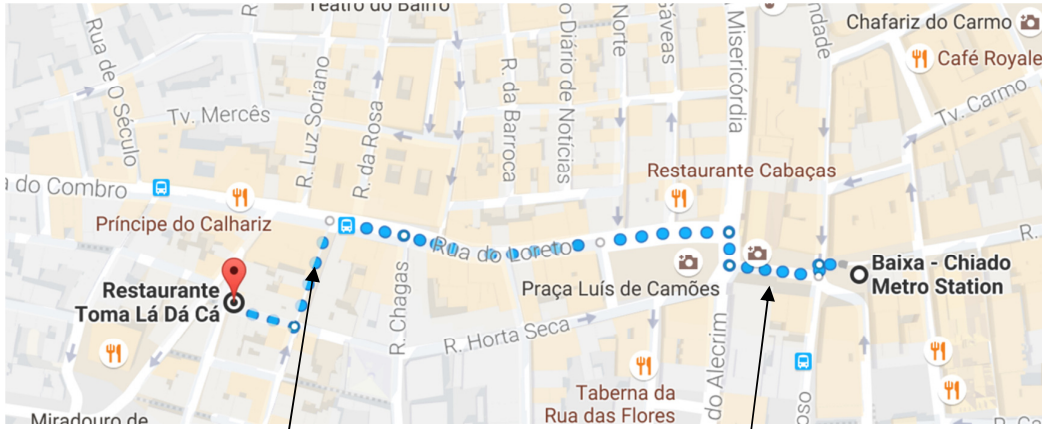 Teatro do Bairro
Rua de O Século
Tv. Mercês
R. Luz Soriano
R. da Rosa
R. da Barroca
o Diário de Notícias
Norte
Gáveas
Misericórdia
ndade
Chafariz do Carmo
Café Royale
Tv. Carmo
Restaurante Cabaças
a do Combro
Príncipe do Calhariz
Rua do Loreto
R.
Restaurante
Toma Lá Dá Cá
R. Chagas
Praça Luís de Camões
Baixa - Chiado
Metro Station
R. Horta Seca
Taberna da
Rua das Flores
do Alecrim
oso
Miradouro de